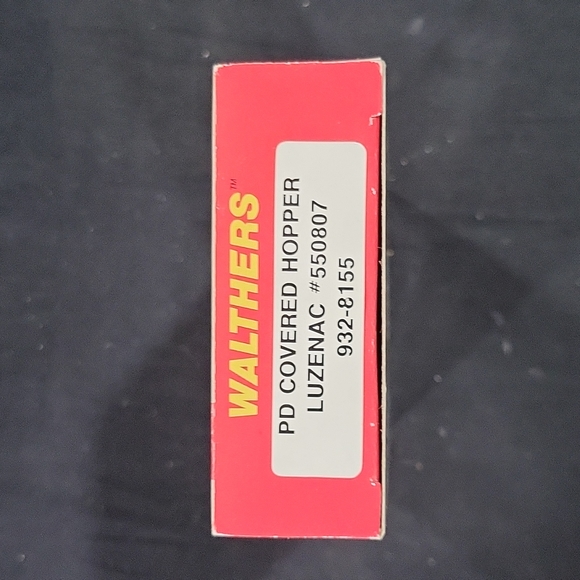 WALTHERS™
PD COVERED HOPPER
LUZENAC #550807
932-8155